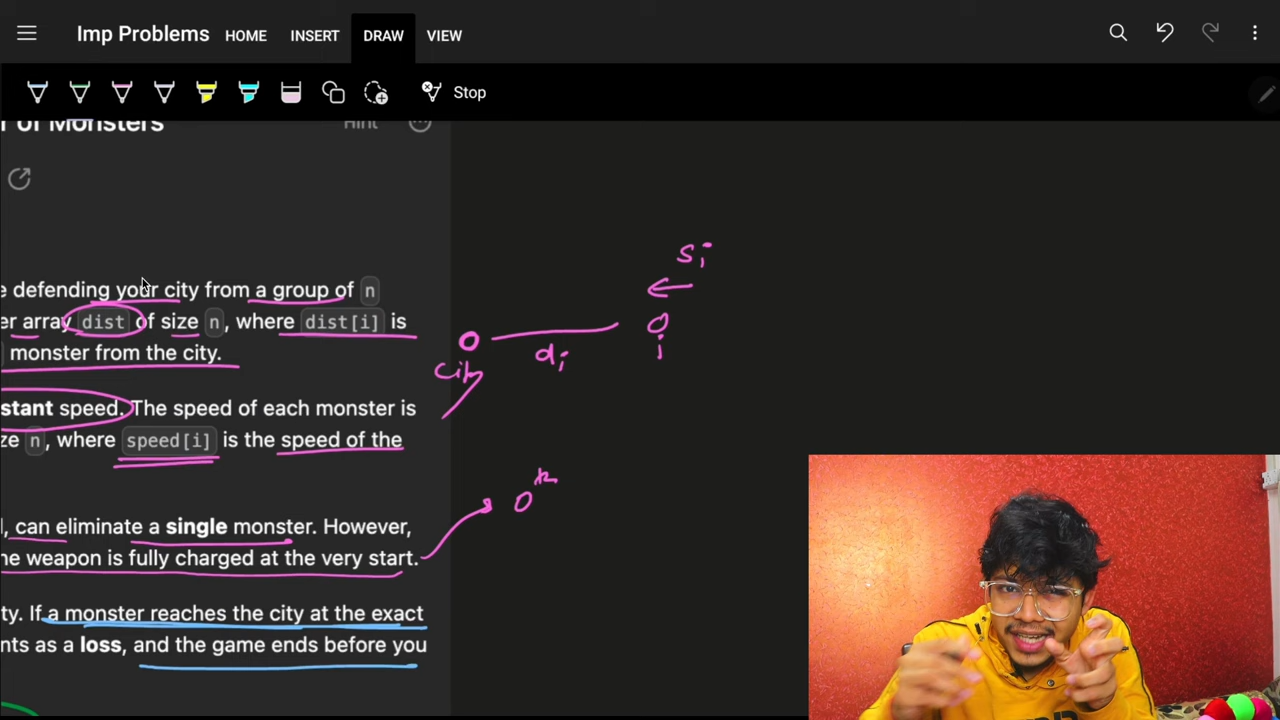 Imp Problems HOME INSERT DRAW VIEW
Stop
r of Monsters
Hint
e defending your city from a group of n
er array dist of size n, where dist[i] is
monster from the city.
stant speed. The speed of each monster is
ze n, where speed[i] is the speed of the
l, can eliminate a single monster. However,
he weapon is fully charged at the very start.
ty. If a monster reaches the city at the exact
nts as a loss, and the game ends before you
si
i
di
city
0